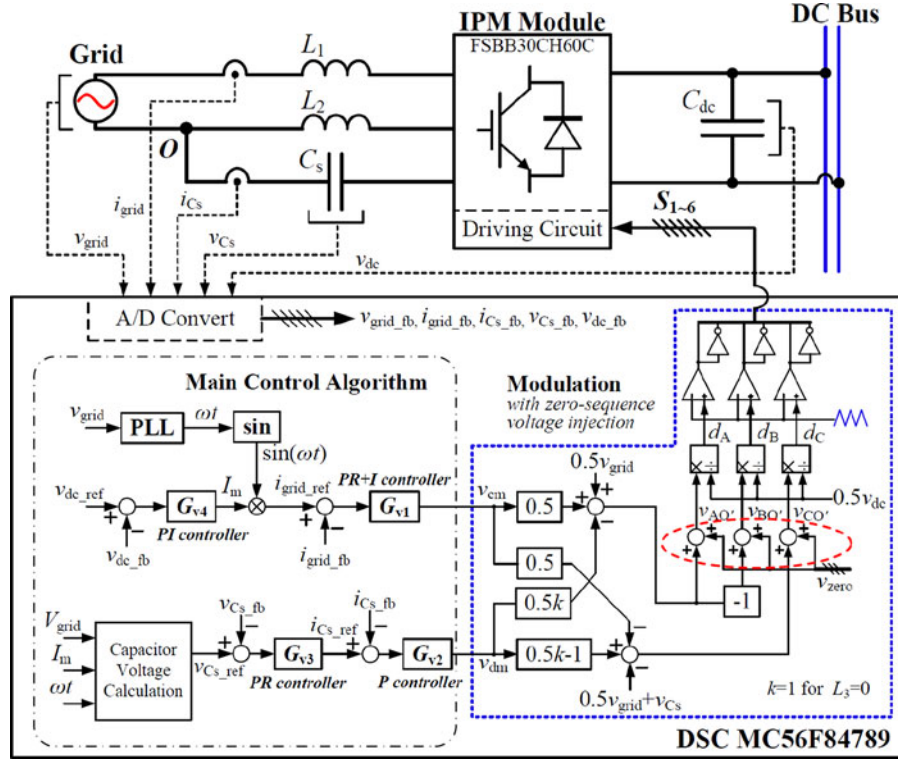 IPM Module
DC Bus
FSBB30CH60C
Grid
L1
L2
Cdc
O
Cs
igrid
iCs
S1~6
Driving Circuit
vgrid
vCs
vdc
A/D Convert
vgrid_fb, igrid_fb, iCs_fb, vCs_fb, vdc_fb
Main Control Algorithm
Modulation
with zero-sequence
voltage injection
vgrid
PLL
ωt
sin
sin(ωt)
dA
dB
dC
×÷
×÷
×÷
0.5vgrid
0.5vdc
vdc_ref
Gv4
Im
igrid_ref
PR+I controller
Gv1
vcm
0.5
vAO'
vBO'
vCO'
PI controller
vdc_fb
igrid_fb
0.5
vzero
-1
0.5k
vCs_fb
iCs_fb
Vgrid
Im
ωt
Capacitor
Voltage
Calculation
vCs_ref
Gv3
iCs_ref
Gv2
vdm
0.5k-1
PR controller
P controller
0.5vgrid+vCs
k=1 for L3=0
DSC MC56F84789